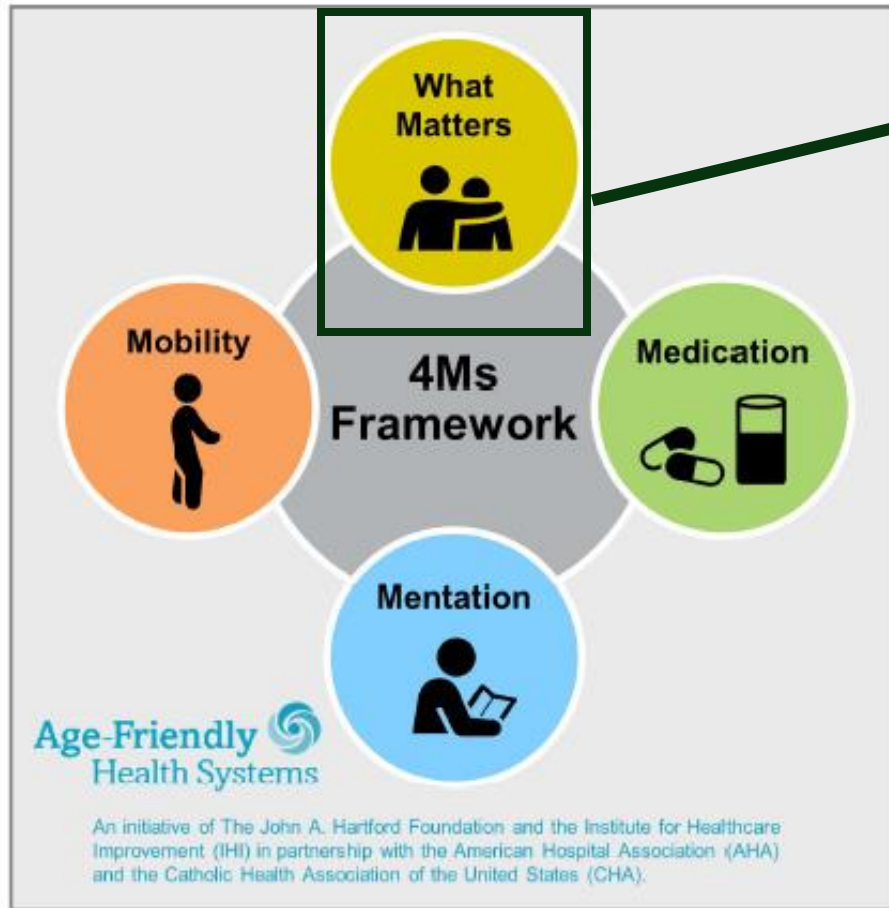 What
Matters
Mobility
4Ms
Framework
Medication
Mentation
Age-Friendly
Health Systems
An initiative of The John A. Hartford Foundation and the Institute for Healthcare
Improvement (IHI) in partnership with the American Hospital Association (AHA)
and the Catholic Health Association of the United States (CHA).